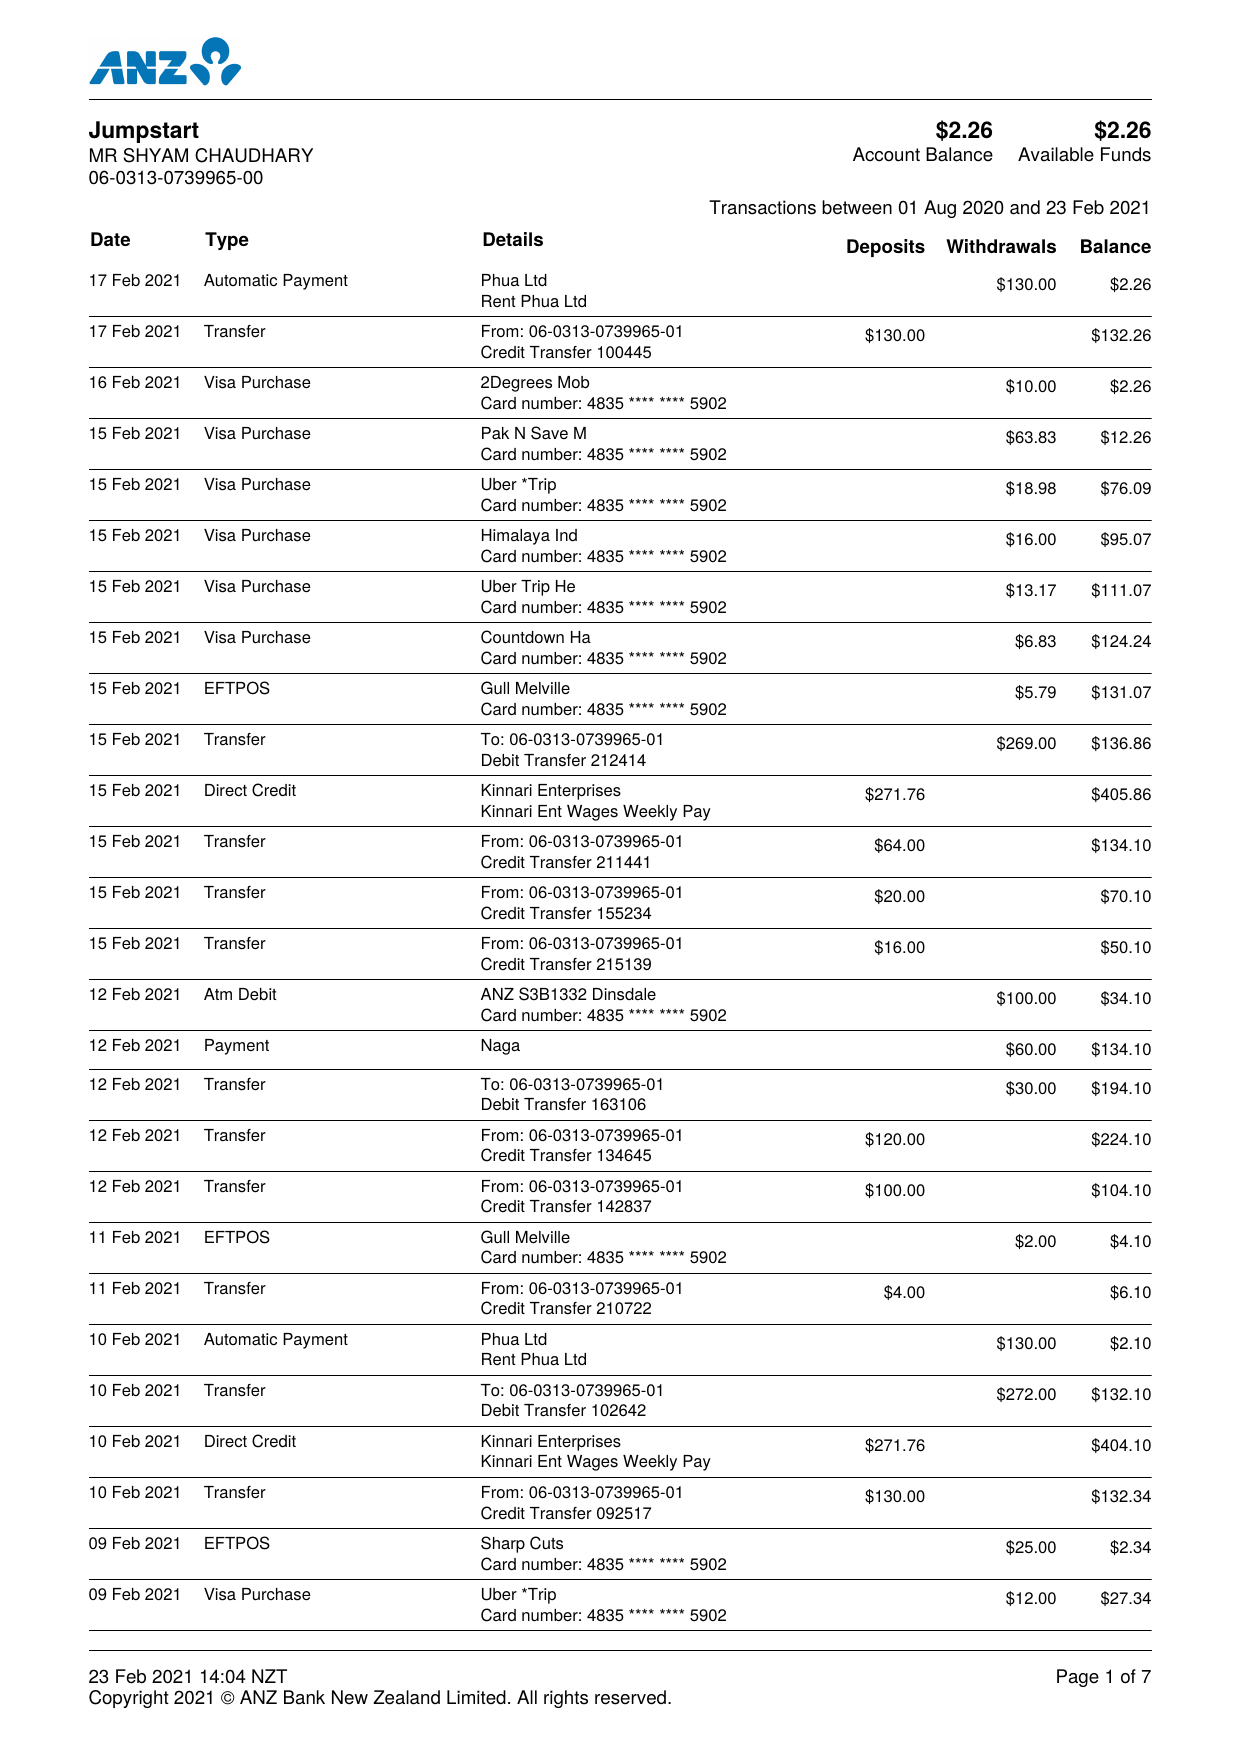 ANZ
Jumpstart $2.26 $2.26
MR SHYAM CHAUDHARY Account Balance Available Funds
06-0313-0739965-00
Transactions between 01 Aug 2020 and 23 Feb 2021
Date Type Details Deposits Withdrawals Balance
17 Feb 2021 Automatic Payment Phua Ltd $130.00 $2.26
Rent Phua Ltd
17 Feb 2021 Transfer From: 06-0313-0739965-01 $130.00 $132.26
Credit Transfer 100445
16 Feb 2021 Visa Purchase 2Degrees Mob $10.00 $2.26
Card number: 4835 **** **** 5902
15 Feb 2021 Visa Purchase Pak N Save M $63.83 $12.26
Card number: 4835 **** **** 5902
15 Feb 2021 Visa Purchase Uber *Trip $18.98 $76.09
Card number: 4835 **** **** 5902
15 Feb 2021 Visa Purchase Himalaya Ind $16.00 $95.07
Card number: 4835 **** **** 5902
15 Feb 2021 Visa Purchase Uber Trip He $13.17 $111.07
Card number: 4835 **** **** 5902
15 Feb 2021 Visa Purchase Countdown Ha $6.83 $124.24
Card number: 4835 **** **** 5902
15 Feb 2021 EFTPOS Gull Melville $5.79 $131.07
Card number: 4835 **** **** 5902
15 Feb 2021 Transfer To: 06-0313-0739965-01 $269.00 $136.86
Debit Transfer 212414
15 Feb 2021 Direct Credit Kinnari Enterprises $271.76 $405.86
Kinnari Ent Wages Weekly Pay
15 Feb 2021 Transfer From: 06-0313-0739965-01 $64.00 $134.10
Credit Transfer 211441
15 Feb 2021 Transfer From: 06-0313-0739965-01 $20.00 $70.10
Credit Transfer 155234
15 Feb 2021 Transfer From: 06-0313-0739965-01 $16.00 $50.10
Credit Transfer 215139
12 Feb 2021 Atm Debit ANZ S3B1332 Dinsdale $100.00 $34.10
Card number: 4835 **** **** 5902
12 Feb 2021 Payment Naga $60.00 $134.10
12 Feb 2021 Transfer To: 06-0313-0739965-01 $30.00 $194.10
Debit Transfer 163106
12 Feb 2021 Transfer From: 06-0313-0739965-01 $120.00 $224.10
Credit Transfer 134645
12 Feb 2021 Transfer From: 06-0313-0739965-01 $100.00 $104.10
Credit Transfer 142837
11 Feb 2021 EFTPOS Gull Melville $2.00 $4.10
Card number: 4835 **** **** 5902
11 Feb 2021 Transfer From: 06-0313-0739965-01 $4.00 $6.10
Credit Transfer 210722
10 Feb 2021 Automatic Payment Phua Ltd $130.00 $2.10
Rent Phua Ltd
10 Feb 2021 Transfer To: 06-0313-0739965-01 $272.00 $132.10
Debit Transfer 102642
10 Feb 2021 Direct Credit Kinnari Enterprises $271.76 $404.10
Kinnari Ent Wages Weekly Pay
10 Feb 2021 Transfer From: 06-0313-0739965-01 $130.00 $132.34
Credit Transfer 092517
09 Feb 2021 EFTPOS Sharp Cuts $25.00 $2.34
Card number: 4835 **** **** 5902
09 Feb 2021 Visa Purchase Uber *Trip $12.00 $27.34
Card number: 4835 **** **** 5902
23 Feb 2021 14:04 NZT Page 1 of 7
Copyright 2021 © ANZ Bank New Zealand Limited. All rights reserved.